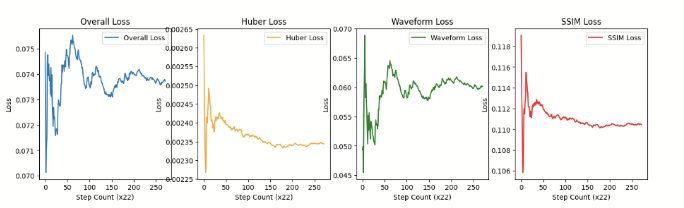 Overall Loss
Overall Loss
Loss
0.075
0.074
0.073
0.072
0.071
0.070
0 50 100 150 200 250
Step Count (x22)
Huber Loss
Huber Loss
Loss
0.00265
0.00260
0.00255
0.00250
0.00245
0.00240
0.00235
0.00230
0.00225
0 50 100 150 200 250
Step Count (x22)
Waveform Loss
Waveform Loss
Loss
0.070
0.065
0.060
0.055
0.050
0.045
0 50 100 150 200 250
Step Count (x22)
SSIM Loss
SSIM Loss
Loss
0.118
0.116
0.114
0.112
0.110
0.108
0.106
0 50 100 150 200 250
Step Count (x22)